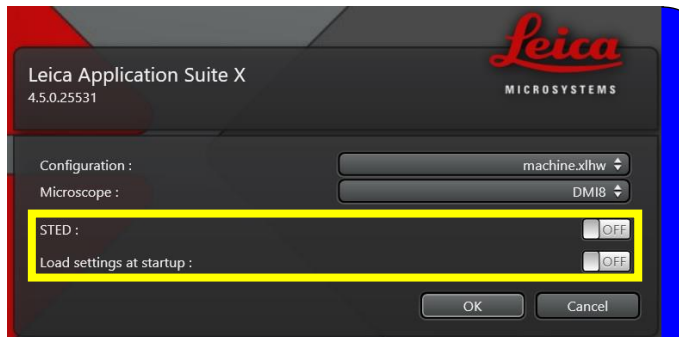 Leica
MICROSYSTEMS
Leica Application Suite X
4.5.0.25531
Configuration : machine.xlhw
Microscope : DMI8
STED : OFF
Load settings at startup : OFF
OK Cancel